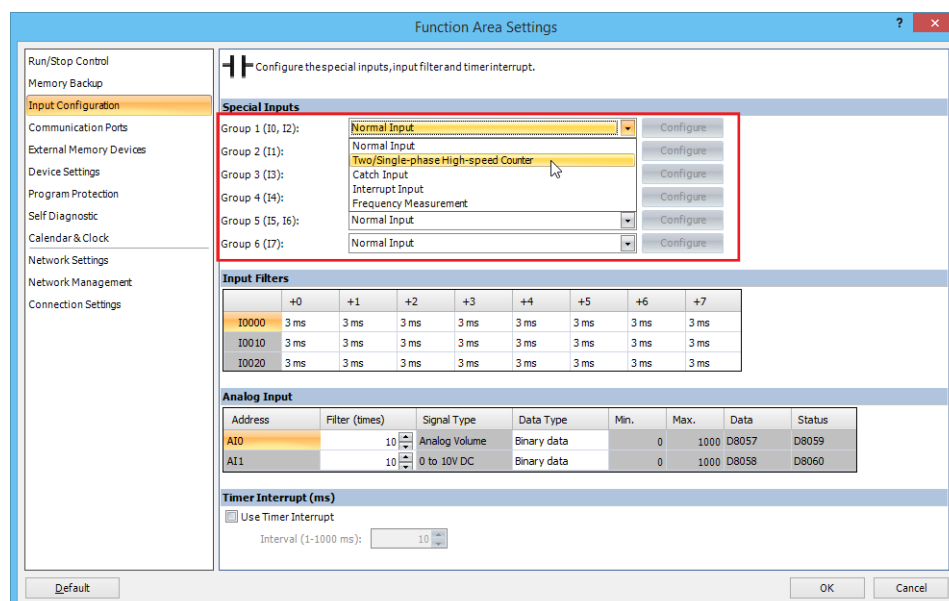 Function Area Settings ? ×
Run/Stop Control
Memory Backup
Input Configuration
Communication Ports
External Memory Devices
Device Settings
Program Protection
Self Diagnostic
Calendar & Clock
Network Settings
Network Management
Connection Settings
Configure the special inputs, input filter and timer interrupt.
Special Inputs
Group 1 (I0, I2): Normal Input Configure
Normal Input
Group 2 (I1): Configure
Two/Single-phase High-speed Counter
Group 3 (I3): Catch Input Configure
Interrupt Input
Group 4 (I4): Configure
Frequency Measurement
Group 5 (I5, I6): Normal Input Configure
Group 6 (I7): Normal Input Configure
Input Filters
+0 +1 +2 +3 +4 +5 +6 +7
I0000 3 ms 3 ms 3 ms 3 ms 3 ms 3 ms 3 ms 3 ms
I0010 3 ms 3 ms 3 ms 3 ms 3 ms 3 ms 3 ms 3 ms
I0020 3 ms 3 ms 3 ms 3 ms 3 ms 3 ms 3 ms 3 ms
Analog Input
Address Filter (times) Signal Type Data Type Min. Max. Data Status
AI0 10 Analog Volume Binary data 0 1000 D8057 D8059
AI1 10 0 to 10V DC Binary data 0 1000 D8058 D8060
Timer Interrupt (ms)
Use Timer Interrupt
Interval (1-1000 ms): 10
Default OK Cancel